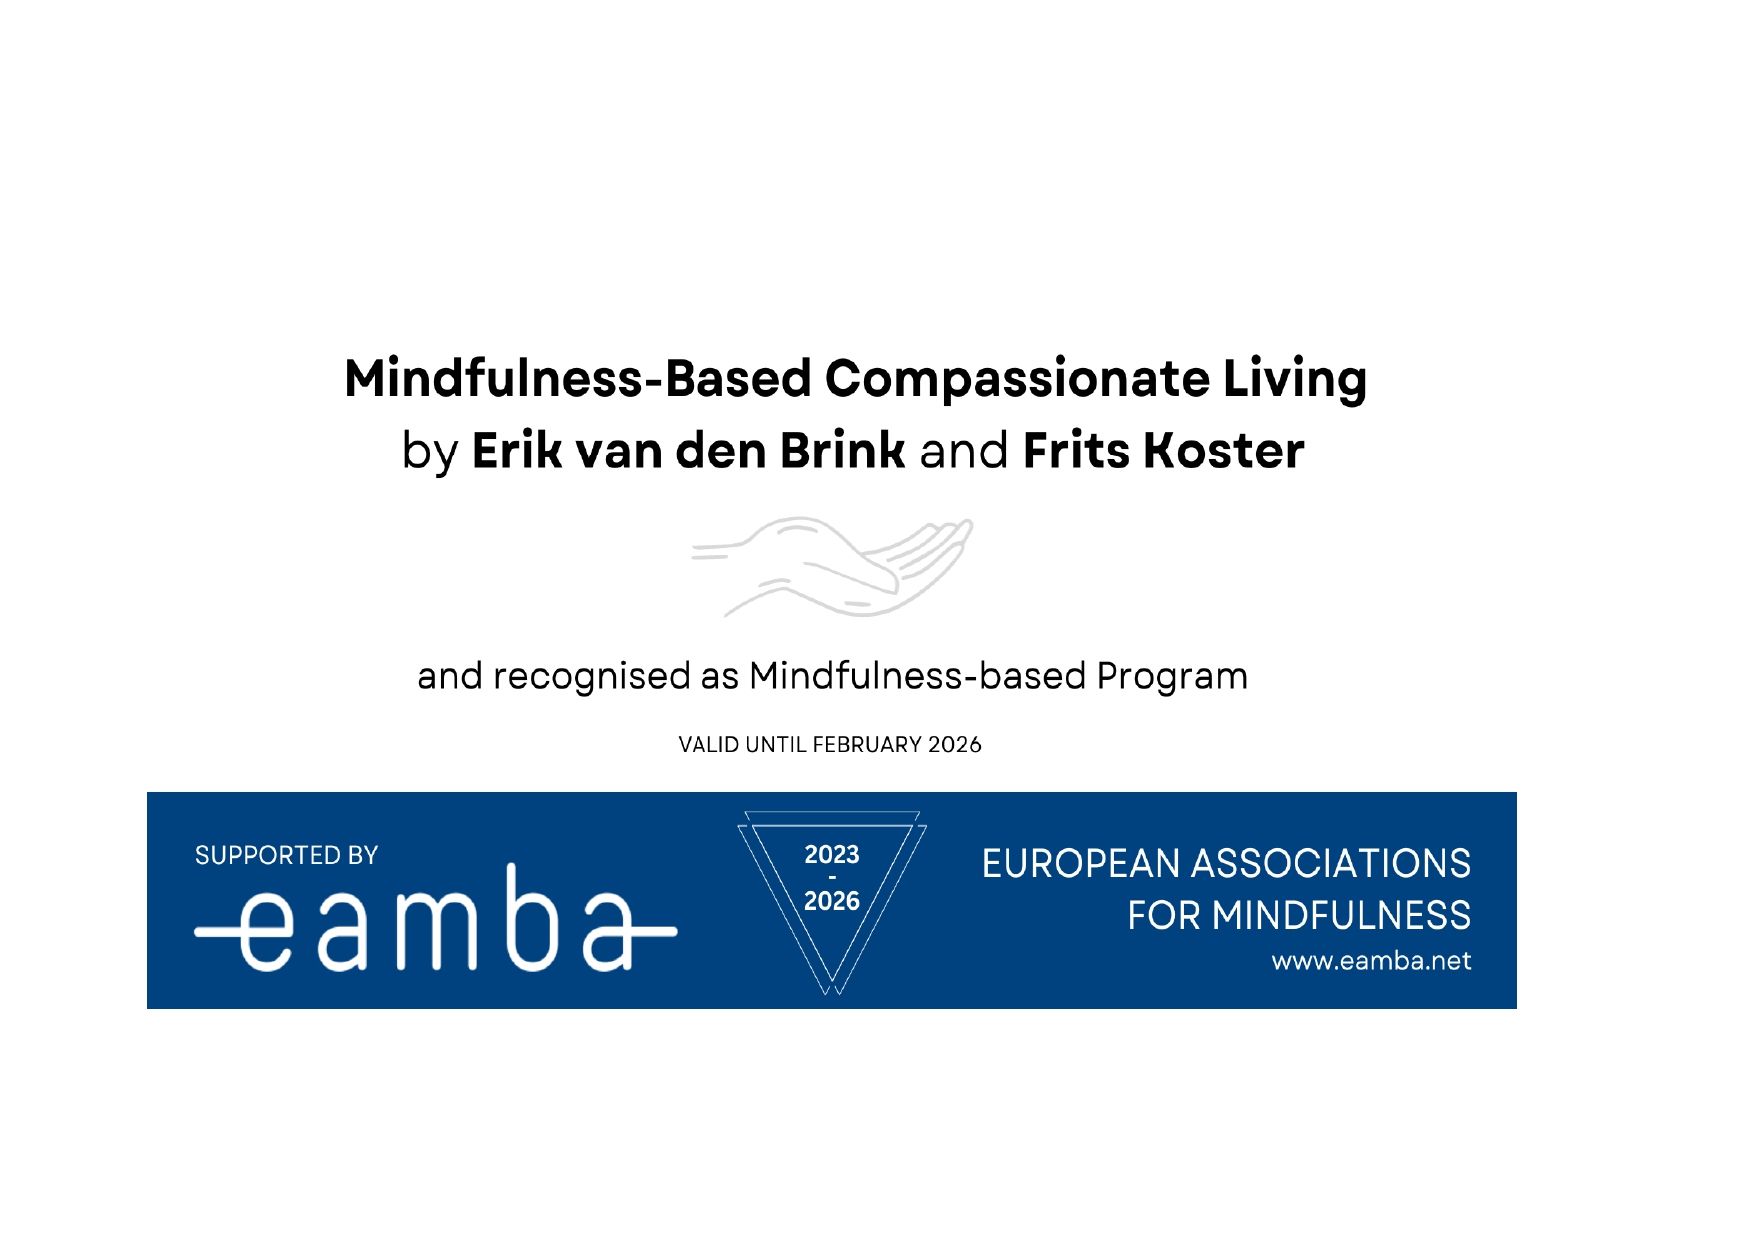 Mindfulness-Based Compassionate Living
by Erik van den Brink and Frits Koster
and recognised as Mindfulness-based Program
VALID UNTIL FEBRUARY 2026
SUPPORTED BY
eamba
2023
-
2026
EUROPEAN ASSOCIATIONS
FOR MINDFULNESS
www.eamba.net